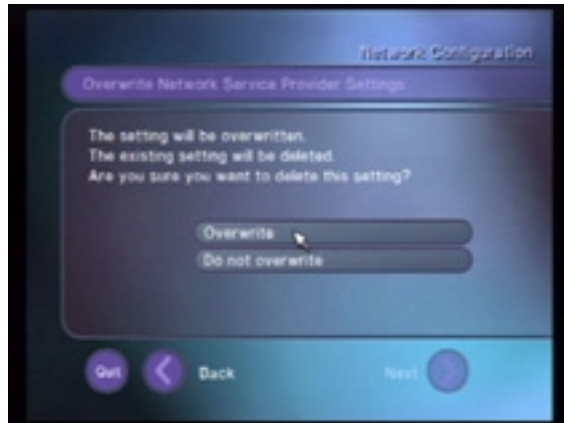 Network Configuration
Overwrite Network Service Provider Settings
The setting will be overwritten.
The existing setting will be deleted.
Are you sure you want to delete this setting?
Overwrite
Do not overwrite
Quit
Back
Next